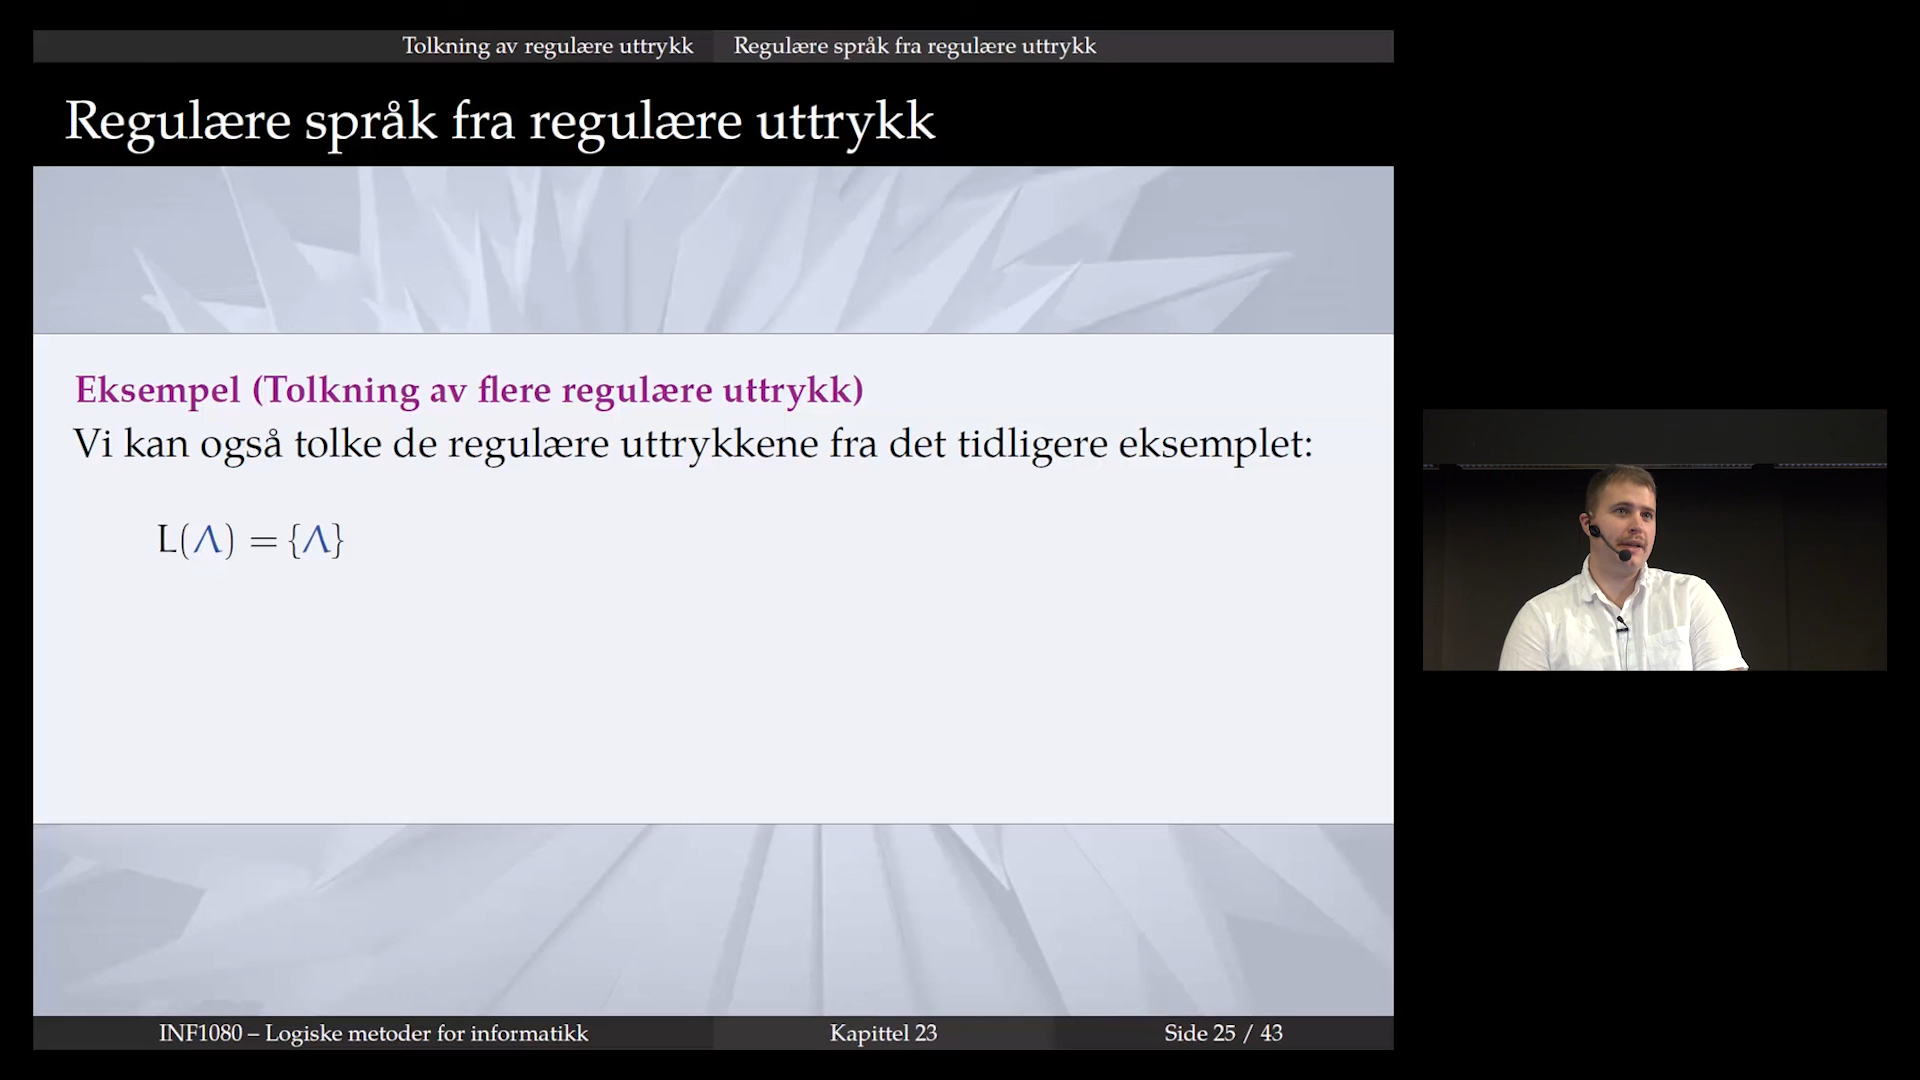 Tolkning av regulære uttrykk Regulære språk fra regulære uttrykk
Regulære språk fra regulære uttrykk
Eksempel (Tolkning av flere regulære uttrykk)
Vi kan også tolke de regulære uttrykkene fra det tidligere eksemplet:
L(Λ) = {Λ}
INF1080 – Logiske metoder for informatikk Kapittel 23 Side 25 / 43